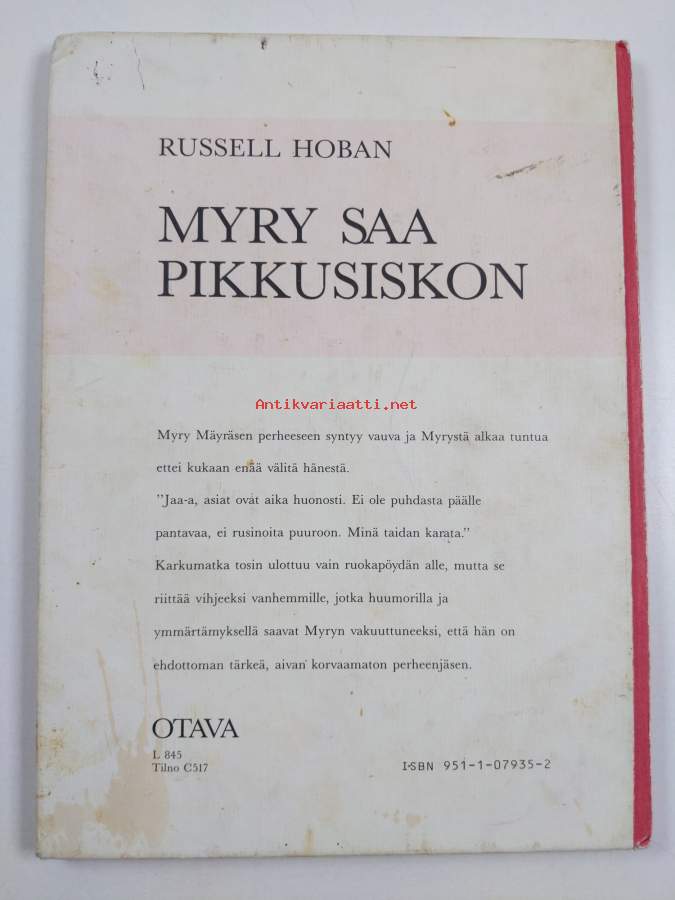 RUSSELL HOBAN
MYRY SAA
PIKKUSISKON
Antikvariaatti.net
Myry Mäyräsen perheeseen syntyy vauva ja Myrystä alkaa tuntua
ettei kukaan enää välitä hänestä.
”Jaa-a, asiat ovat aika huonosti. Ei ole puhdasta päälle
pantavaa, ei rusinoita puuroon. Minä taidan karata.”
Karkumatka tosin ulottuu vain ruokapöydän alle, mutta se
riittää vihjeeksi vanhemmille, jotka huumorilla ja
ymmärtämyksellä saavat Myryn vakuuttuneeksi, että hän on
ehdottoman tärkeä, aivan korvaamaton perheenjäsen.
OTAVA
L 845
Tilno C517
ISBN 951-1-07935-2